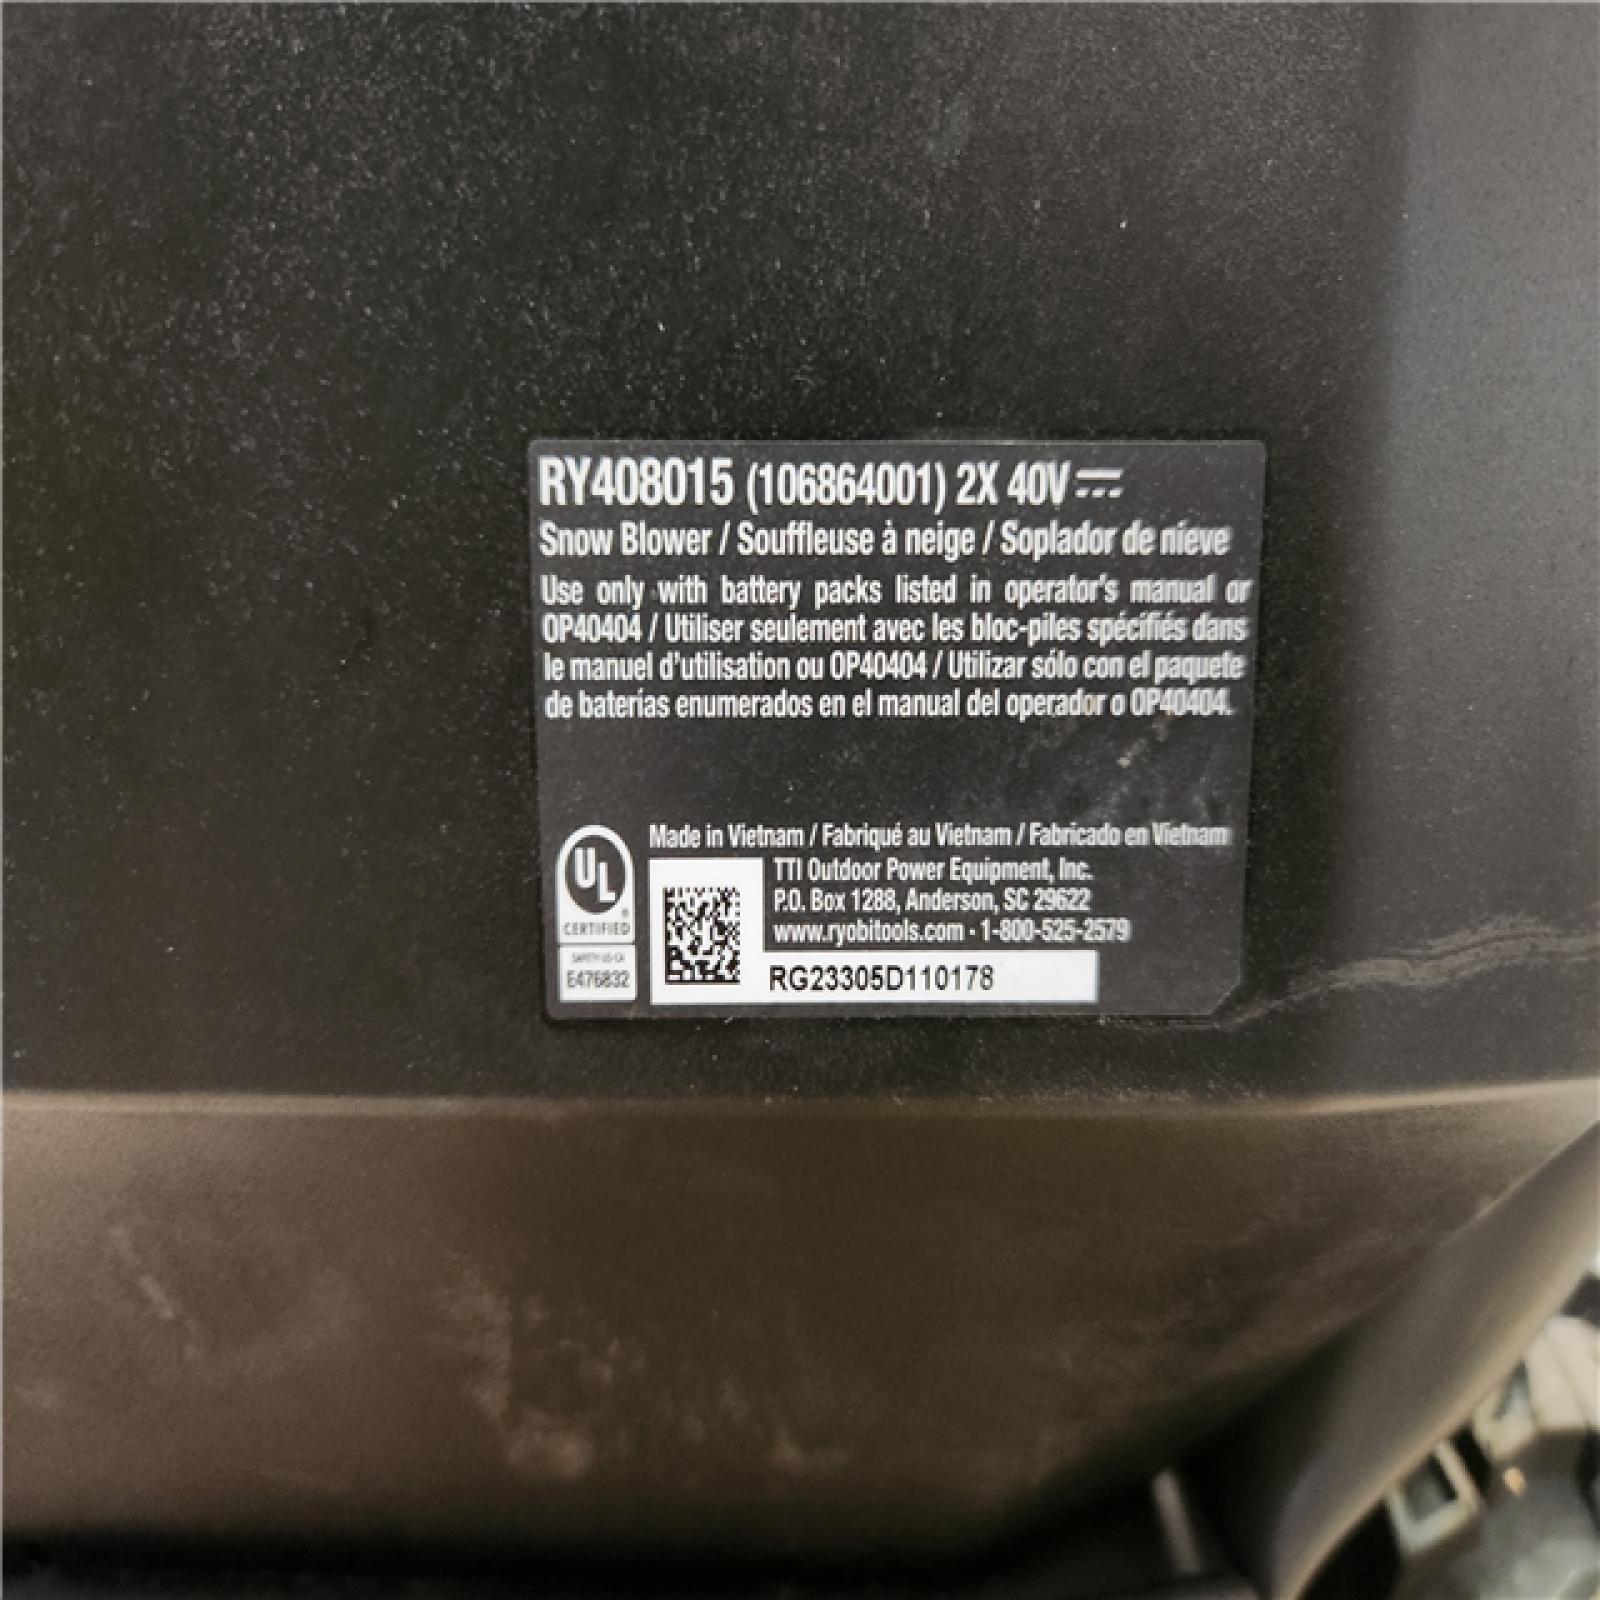 RY408015 (106864001) 2X 40V
Snow Blower / Souffleuse à neige / Soplador de nieve
Use only with battery packs listed in operator's manual or
OP40404 / Utiliser seulement avec les bloc-piles spécifiés dans
le manuel d'utilisation ou OP40404 / Utilizar sólo con el paquete
de baterías enumerados en el manual del operador o OP40404.
Made in Vietnam / Fabriqué au Vietnam / Fabricado en Vietnam
TTI Outdoor Power Equipment, Inc.
P.O. Box 1288, Anderson, SC 29622
www.ryobitools.com · 1-800-525-2579
RG23305D110178
UL
®
CERTIFIED
SAFETY US-CA
E476832